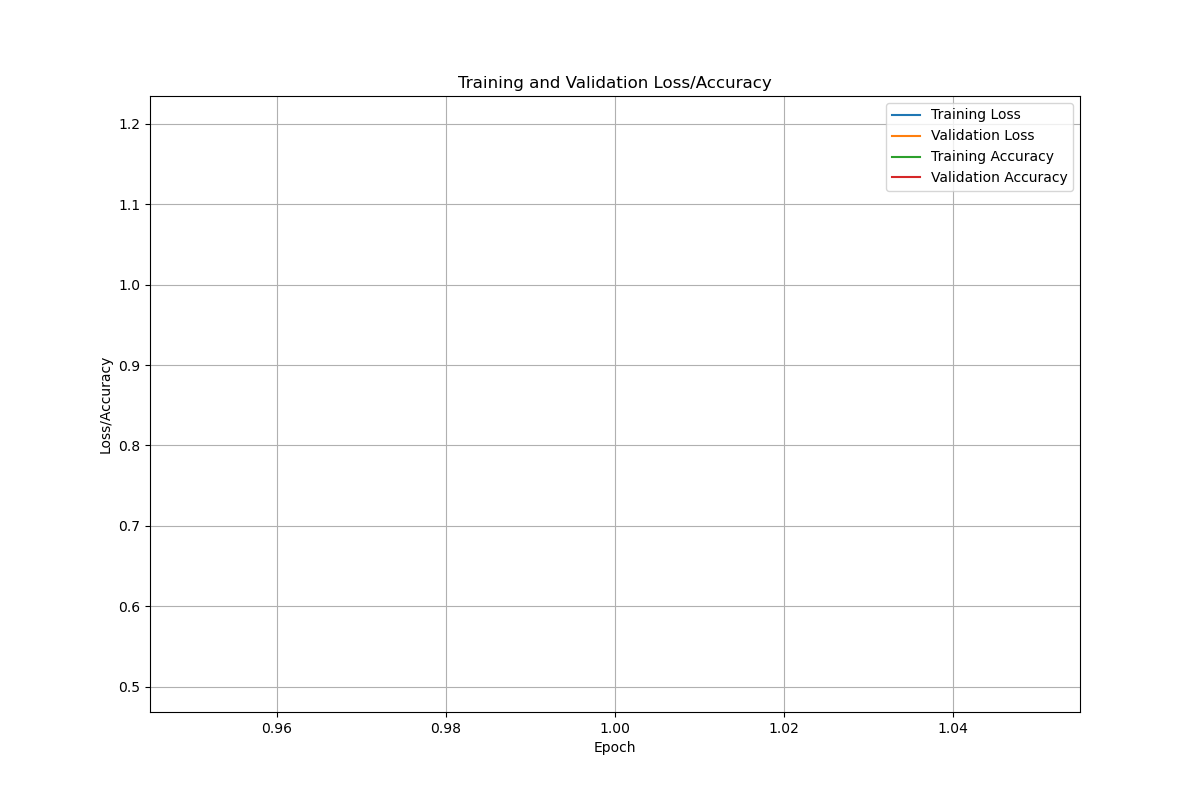 Training and Validation Loss/Accuracy
Training Loss
Validation Loss
Training Accuracy
Validation Accuracy
1.2
1.1
1.0
0.9
0.8
0.7
0.6
0.5
Loss/Accuracy
0.96 0.98 1.00 1.02 1.04
Epoch